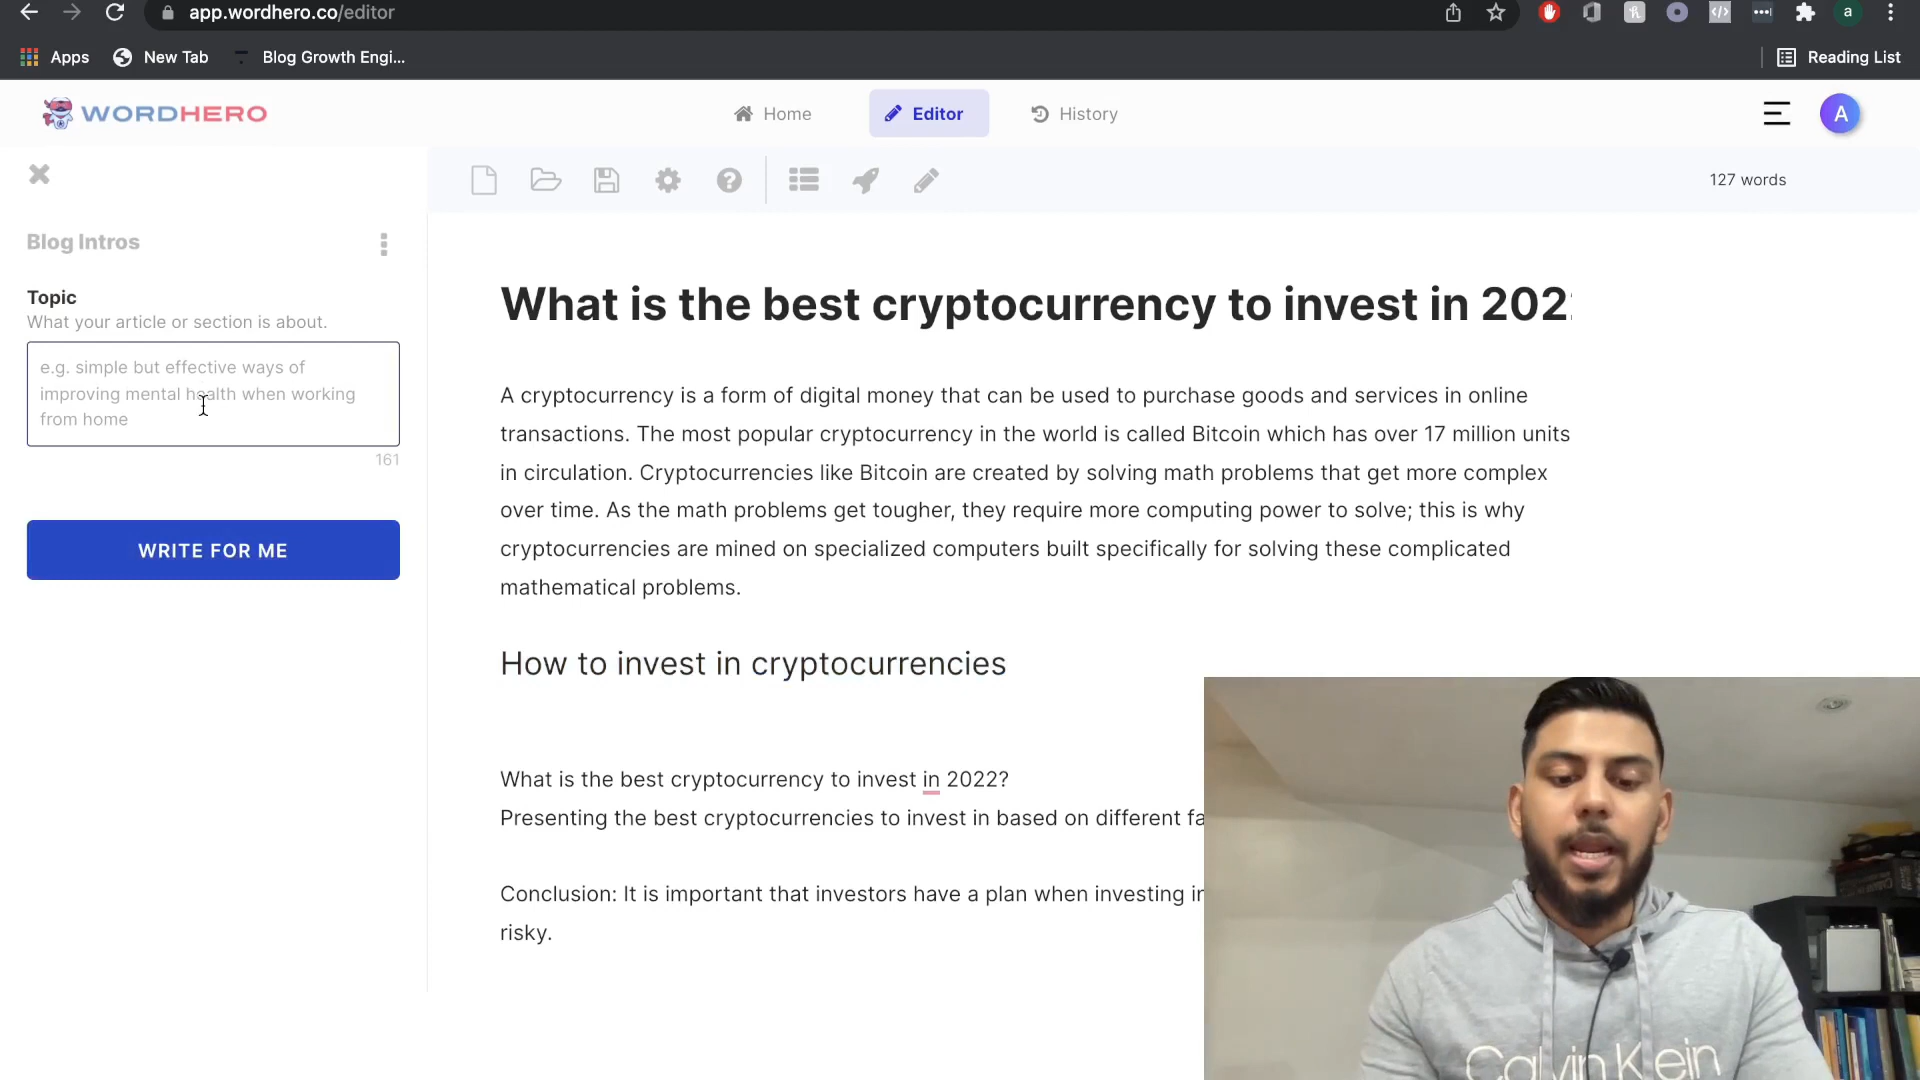 app.wordhero.co/editor
a
Apps
New Tab
Blog Growth Engi...
Reading List
WORDHERO
Home
Editor
History
A
127 words
Blog Intros
Topic
What your article or section is about.
e.g. simple but effective ways of
improving mental health when working
from home
161
WRITE FOR ME
What is the best cryptocurrency to invest in 202
A cryptocurrency is a form of digital money that can be used to purchase goods and services in online
transactions. The most popular cryptocurrency in the world is called Bitcoin which has over 17 million units
in circulation. Cryptocurrencies like Bitcoin are created by solving math problems that get more complex
over time. As the math problems get tougher, they require more computing power to solve; this is why
cryptocurrencies are mined on specialized computers built specifically for solving these complicated
mathematical problems.
How to invest in cryptocurrencies
What is the best cryptocurrency to invest in 2022?
Presenting the best cryptocurrencies to invest in based on different fa
Conclusion: It is important that investors have a plan when investing in
risky.
Calvin Klein